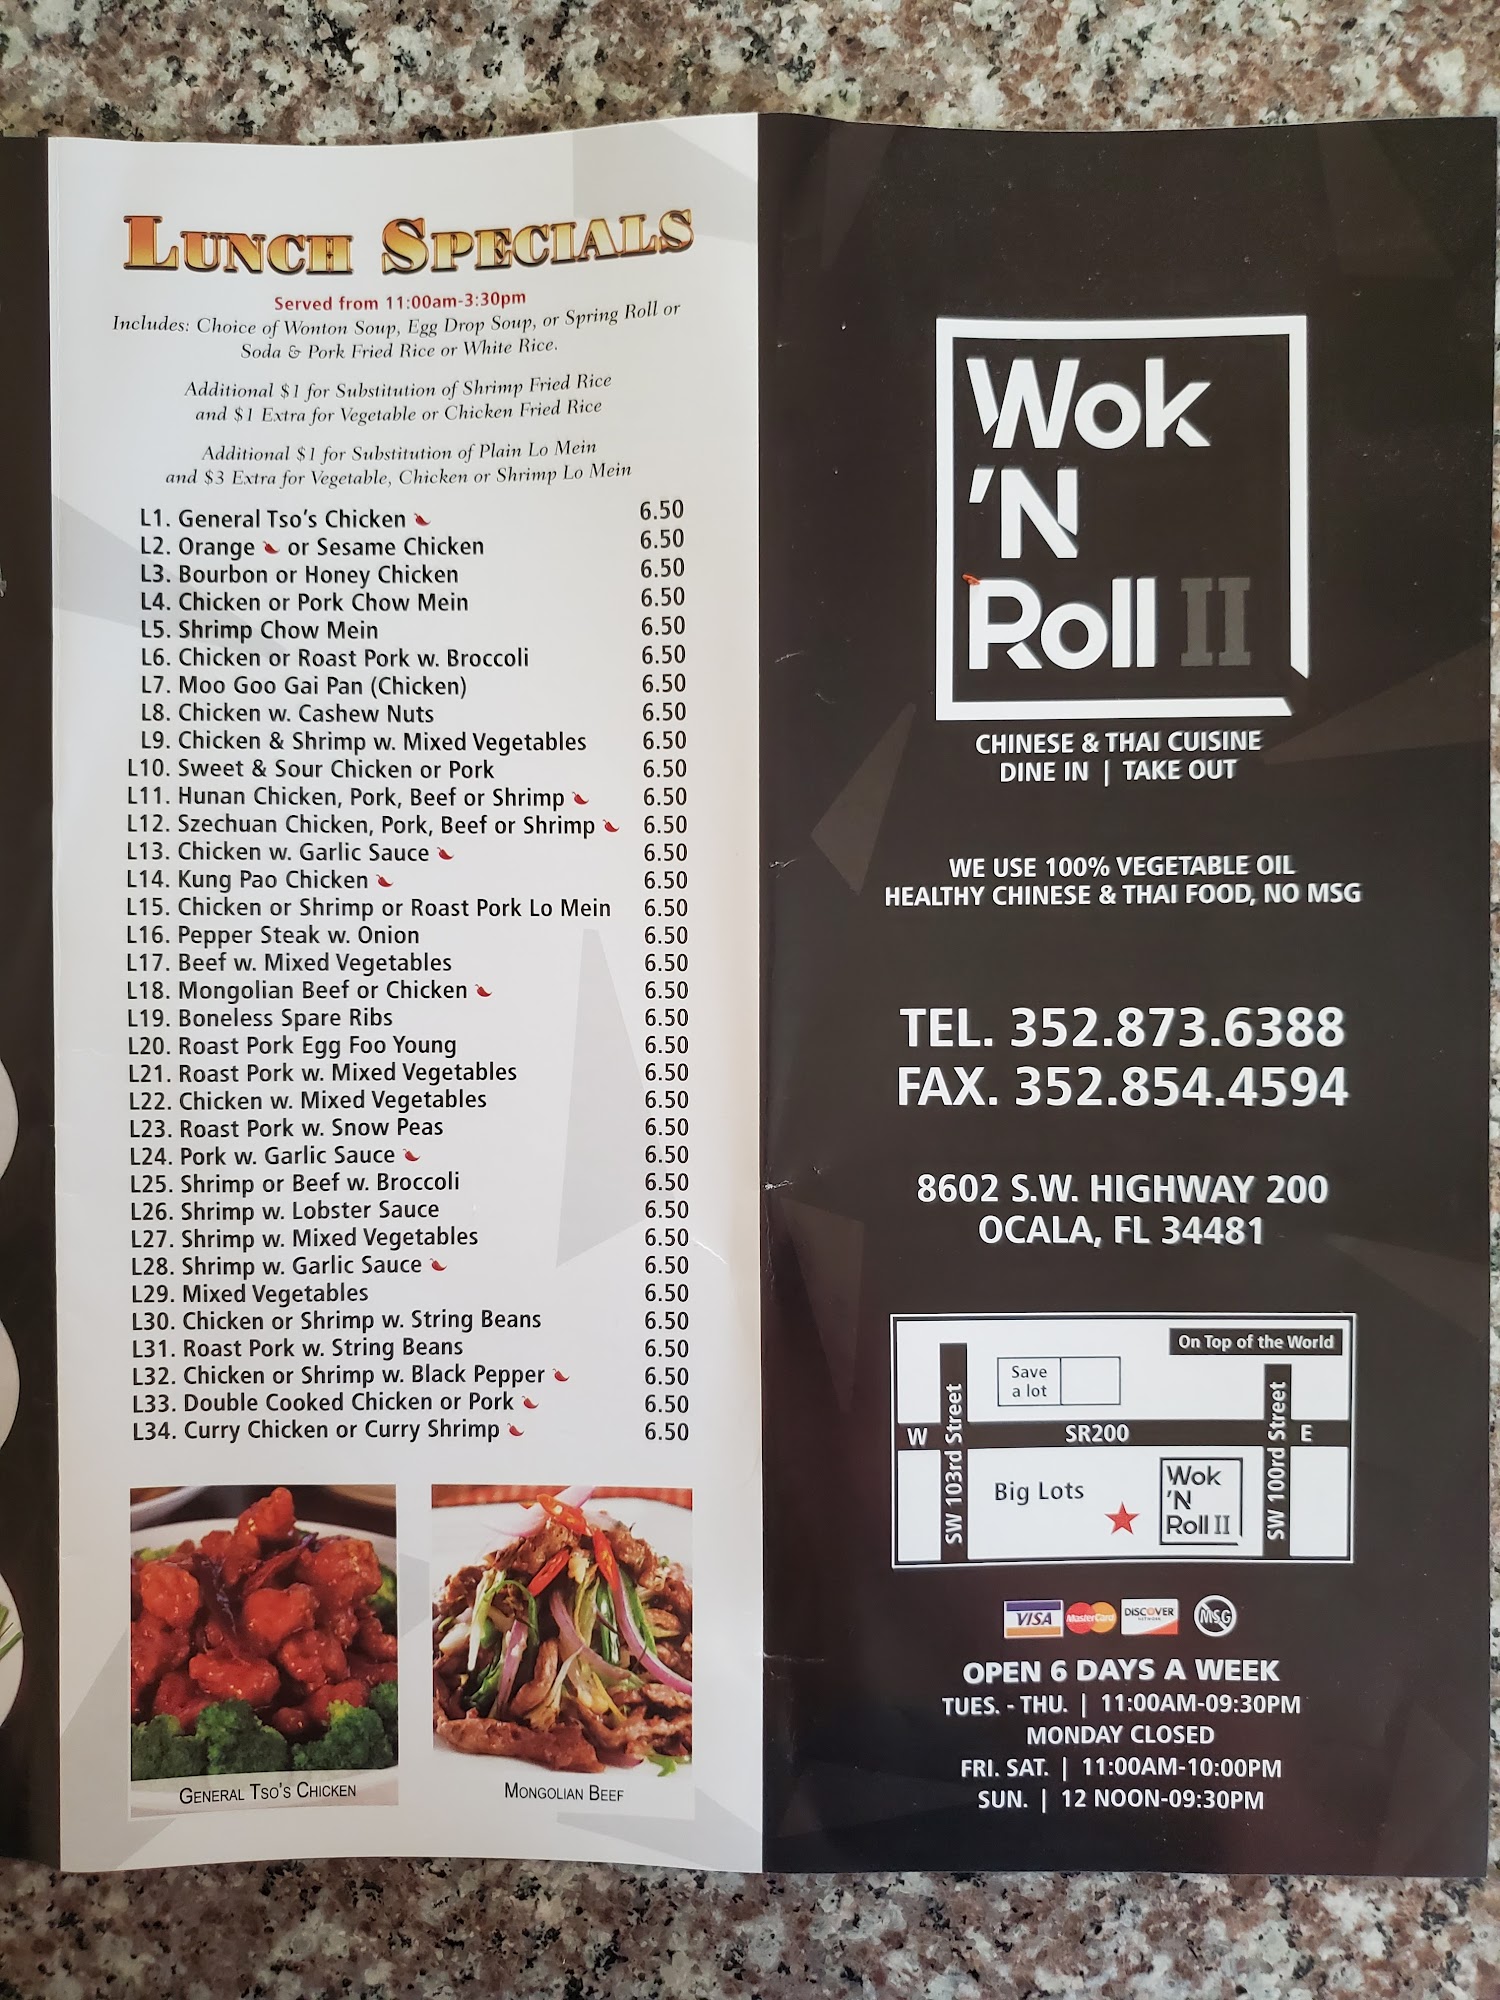 LUNCH SPECIALS
Served from 11:00am-3:30pm
Includes: Choice of Wonton Soup, Egg Drop Soup, or Spring Roll or
Soda & Pork Fried Rice or White Rice.
Additional $1 for Substitution of Shrimp Fried Rice
and $1 Extra for Vegetable or Chicken Fried Rice
Additional $1 for Substitution of Plain Lo Mein
and $3 Extra for Vegetable, Chicken or Shrimp Lo Mein
L1. General Tso's Chicken 6.50
L2. Orange or Sesame Chicken 6.50
L3. Bourbon or Honey Chicken 6.50
L4. Chicken or Pork Chow Mein 6.50
L5. Shrimp Chow Mein 6.50
L6. Chicken or Roast Pork w. Broccoli 6.50
L7. Moo Goo Gai Pan (Chicken) 6.50
L8. Chicken w. Cashew Nuts 6.50
L9. Chicken & Shrimp w. Mixed Vegetables 6.50
L10. Sweet & Sour Chicken or Pork 6.50
L11. Hunan Chicken, Pork, Beef or Shrimp 6.50
L12. Szechuan Chicken, Pork, Beef or Shrimp 6.50
L13. Chicken w. Garlic Sauce 6.50
L14. Kung Pao Chicken 6.50
L15. Chicken or Shrimp or Roast Pork Lo Mein 6.50
L16. Pepper Steak w. Onion 6.50
L17. Beef w. Mixed Vegetables 6.50
L18. Mongolian Beef or Chicken 6.50
L19. Boneless Spare Ribs 6.50
L20. Roast Pork Egg Foo Young 6.50
L21. Roast Pork w. Mixed Vegetables 6.50
L22. Chicken w. Mixed Vegetables 6.50
L23. Roast Pork w. Snow Peas 6.50
L24. Pork w. Garlic Sauce 6.50
L25. Shrimp or Beef w. Broccoli 6.50
L26. Shrimp w. Lobster Sauce 6.50
L27. Shrimp w. Mixed Vegetables 6.50
L28. Shrimp w. Garlic Sauce 6.50
L29. Mixed Vegetables 6.50
L30. Chicken or Shrimp w. String Beans 6.50
L31. Roast Pork w. String Beans 6.50
L32. Chicken or Shrimp w. Black Pepper 6.50
L33. Double Cooked Chicken or Pork 6.50
L34. Curry Chicken or Curry Shrimp 6.50
GENERAL TSO'S CHICKEN
MONGOLIAN BEEF
Wok
'N
Roll II
CHINESE & THAI CUISINE
DINE IN | TAKE OUT
WE USE 100% VEGETABLE OIL
HEALTHY CHINESE & THAI FOOD, NO MSG
TEL. 352.873.6388
FAX. 352.854.4594
8602 S.W. HIGHWAY 200
OCALA, FL 34481
On Top of the World
Save
a lot
W
SW 103rd Street
SR200
SW 100rd Street
E
Big Lots
Wok
'N
Roll II
VISA
MasterCard
DISCOVER
NETWORK
MSG
OPEN 6 DAYS A WEEK
TUES. - THU. | 11:00AM-09:30PM
MONDAY CLOSED
FRI. SAT. | 11:00AM-10:00PM
SUN. | 12 NOON-09:30PM